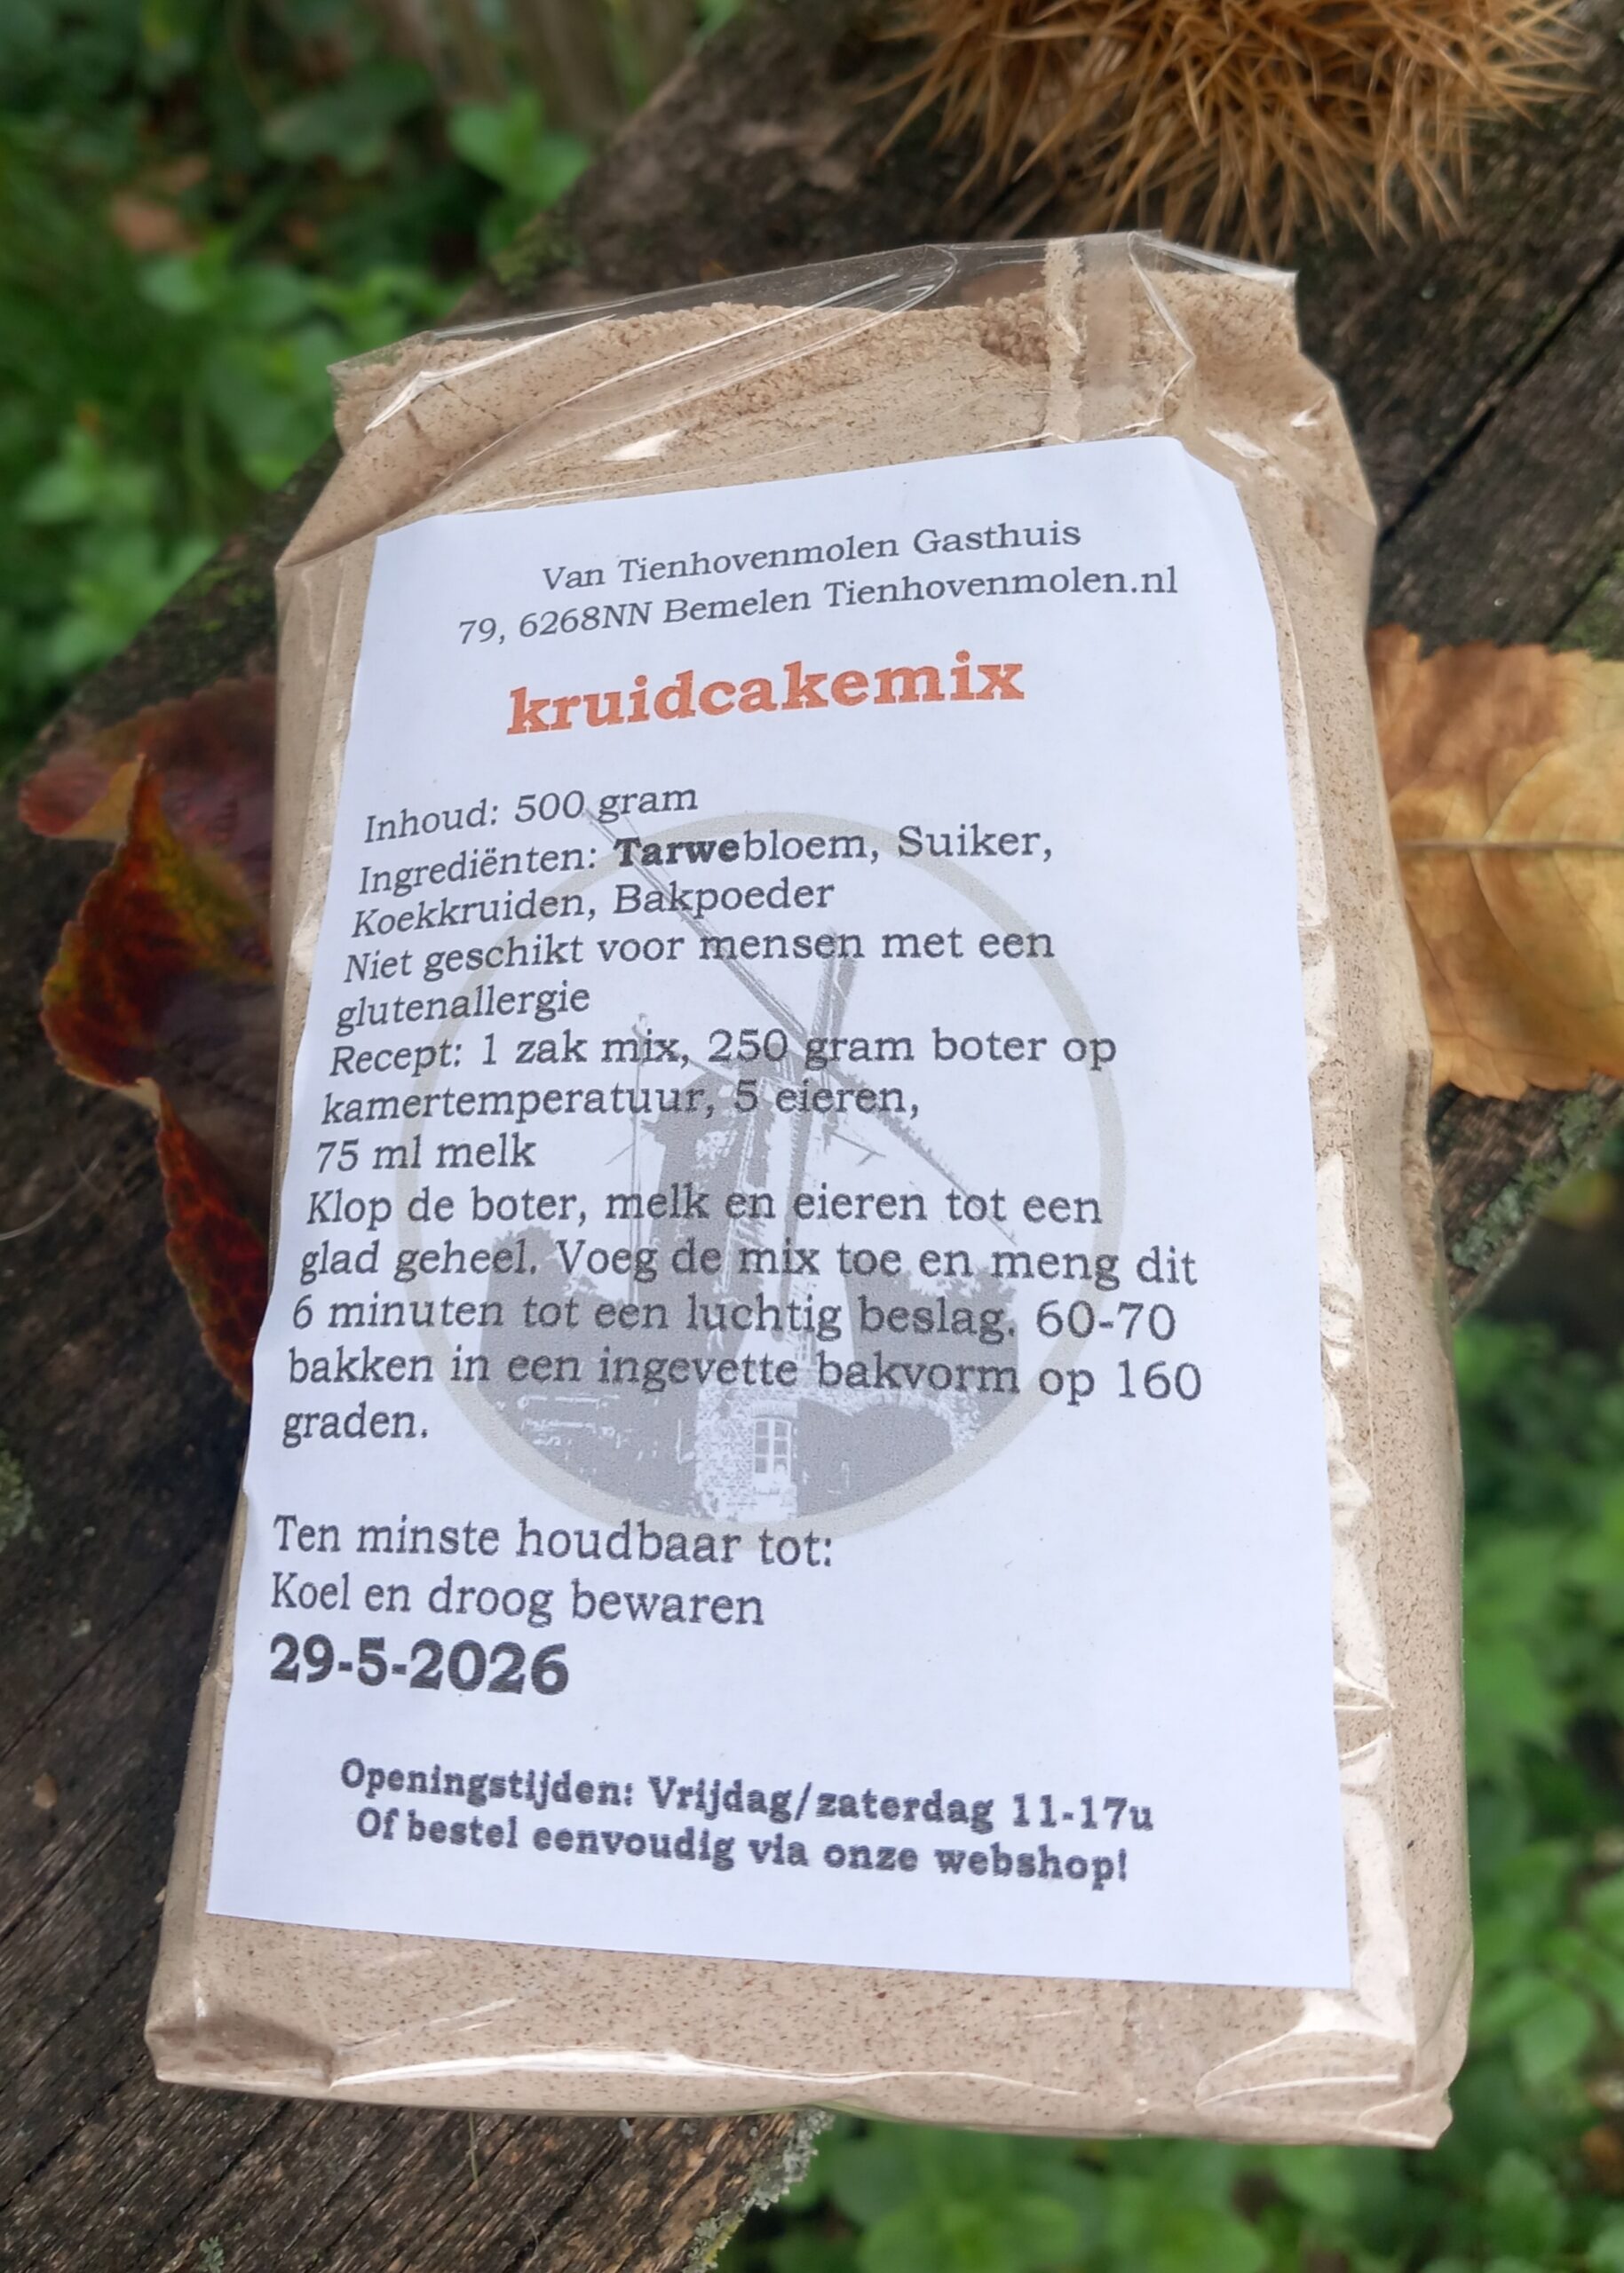 Van Tienhovenmolen Gasthuis
79, 6268NN Bemelen Tienhovenmolen.nl
kruidcakemix
Inhoud: 500 gram
Ingrediënten: Tarwebloem, Suiker,
Koekkruiden, Bakpoeder
Niet geschikt voor mensen met een
glutenallergie
Recept: 1 zak mix, 250 gram boter op
kamertemperatuur, 5 eieren,
75 ml melk
Klop de boter, melk en eieren tot een
glad geheel. Voeg de mix toe en meng dit
6 minuten tot een luchtig beslag. 60-70
bakken in een ingevette bakvorm op 160
graden.
Ten minste houdbaar tot:
Koel en droog bewaren
29-5-2026
Openingstijden: Vrijdag/zaterdag 11-17u
Of bestel eenvoudig via onze webshop!